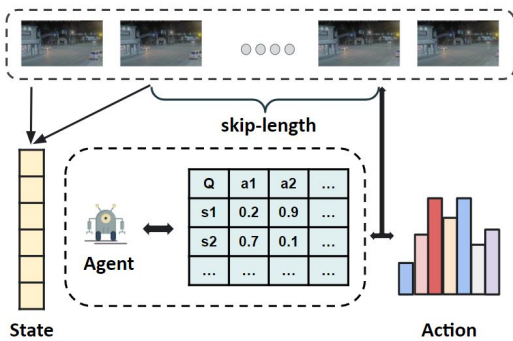 skip-length
Q a1 a2 ...
s1 0.2 0.9 ...
s2 0.7 0.1 ...
... ... ... ...
Agent
State
Action